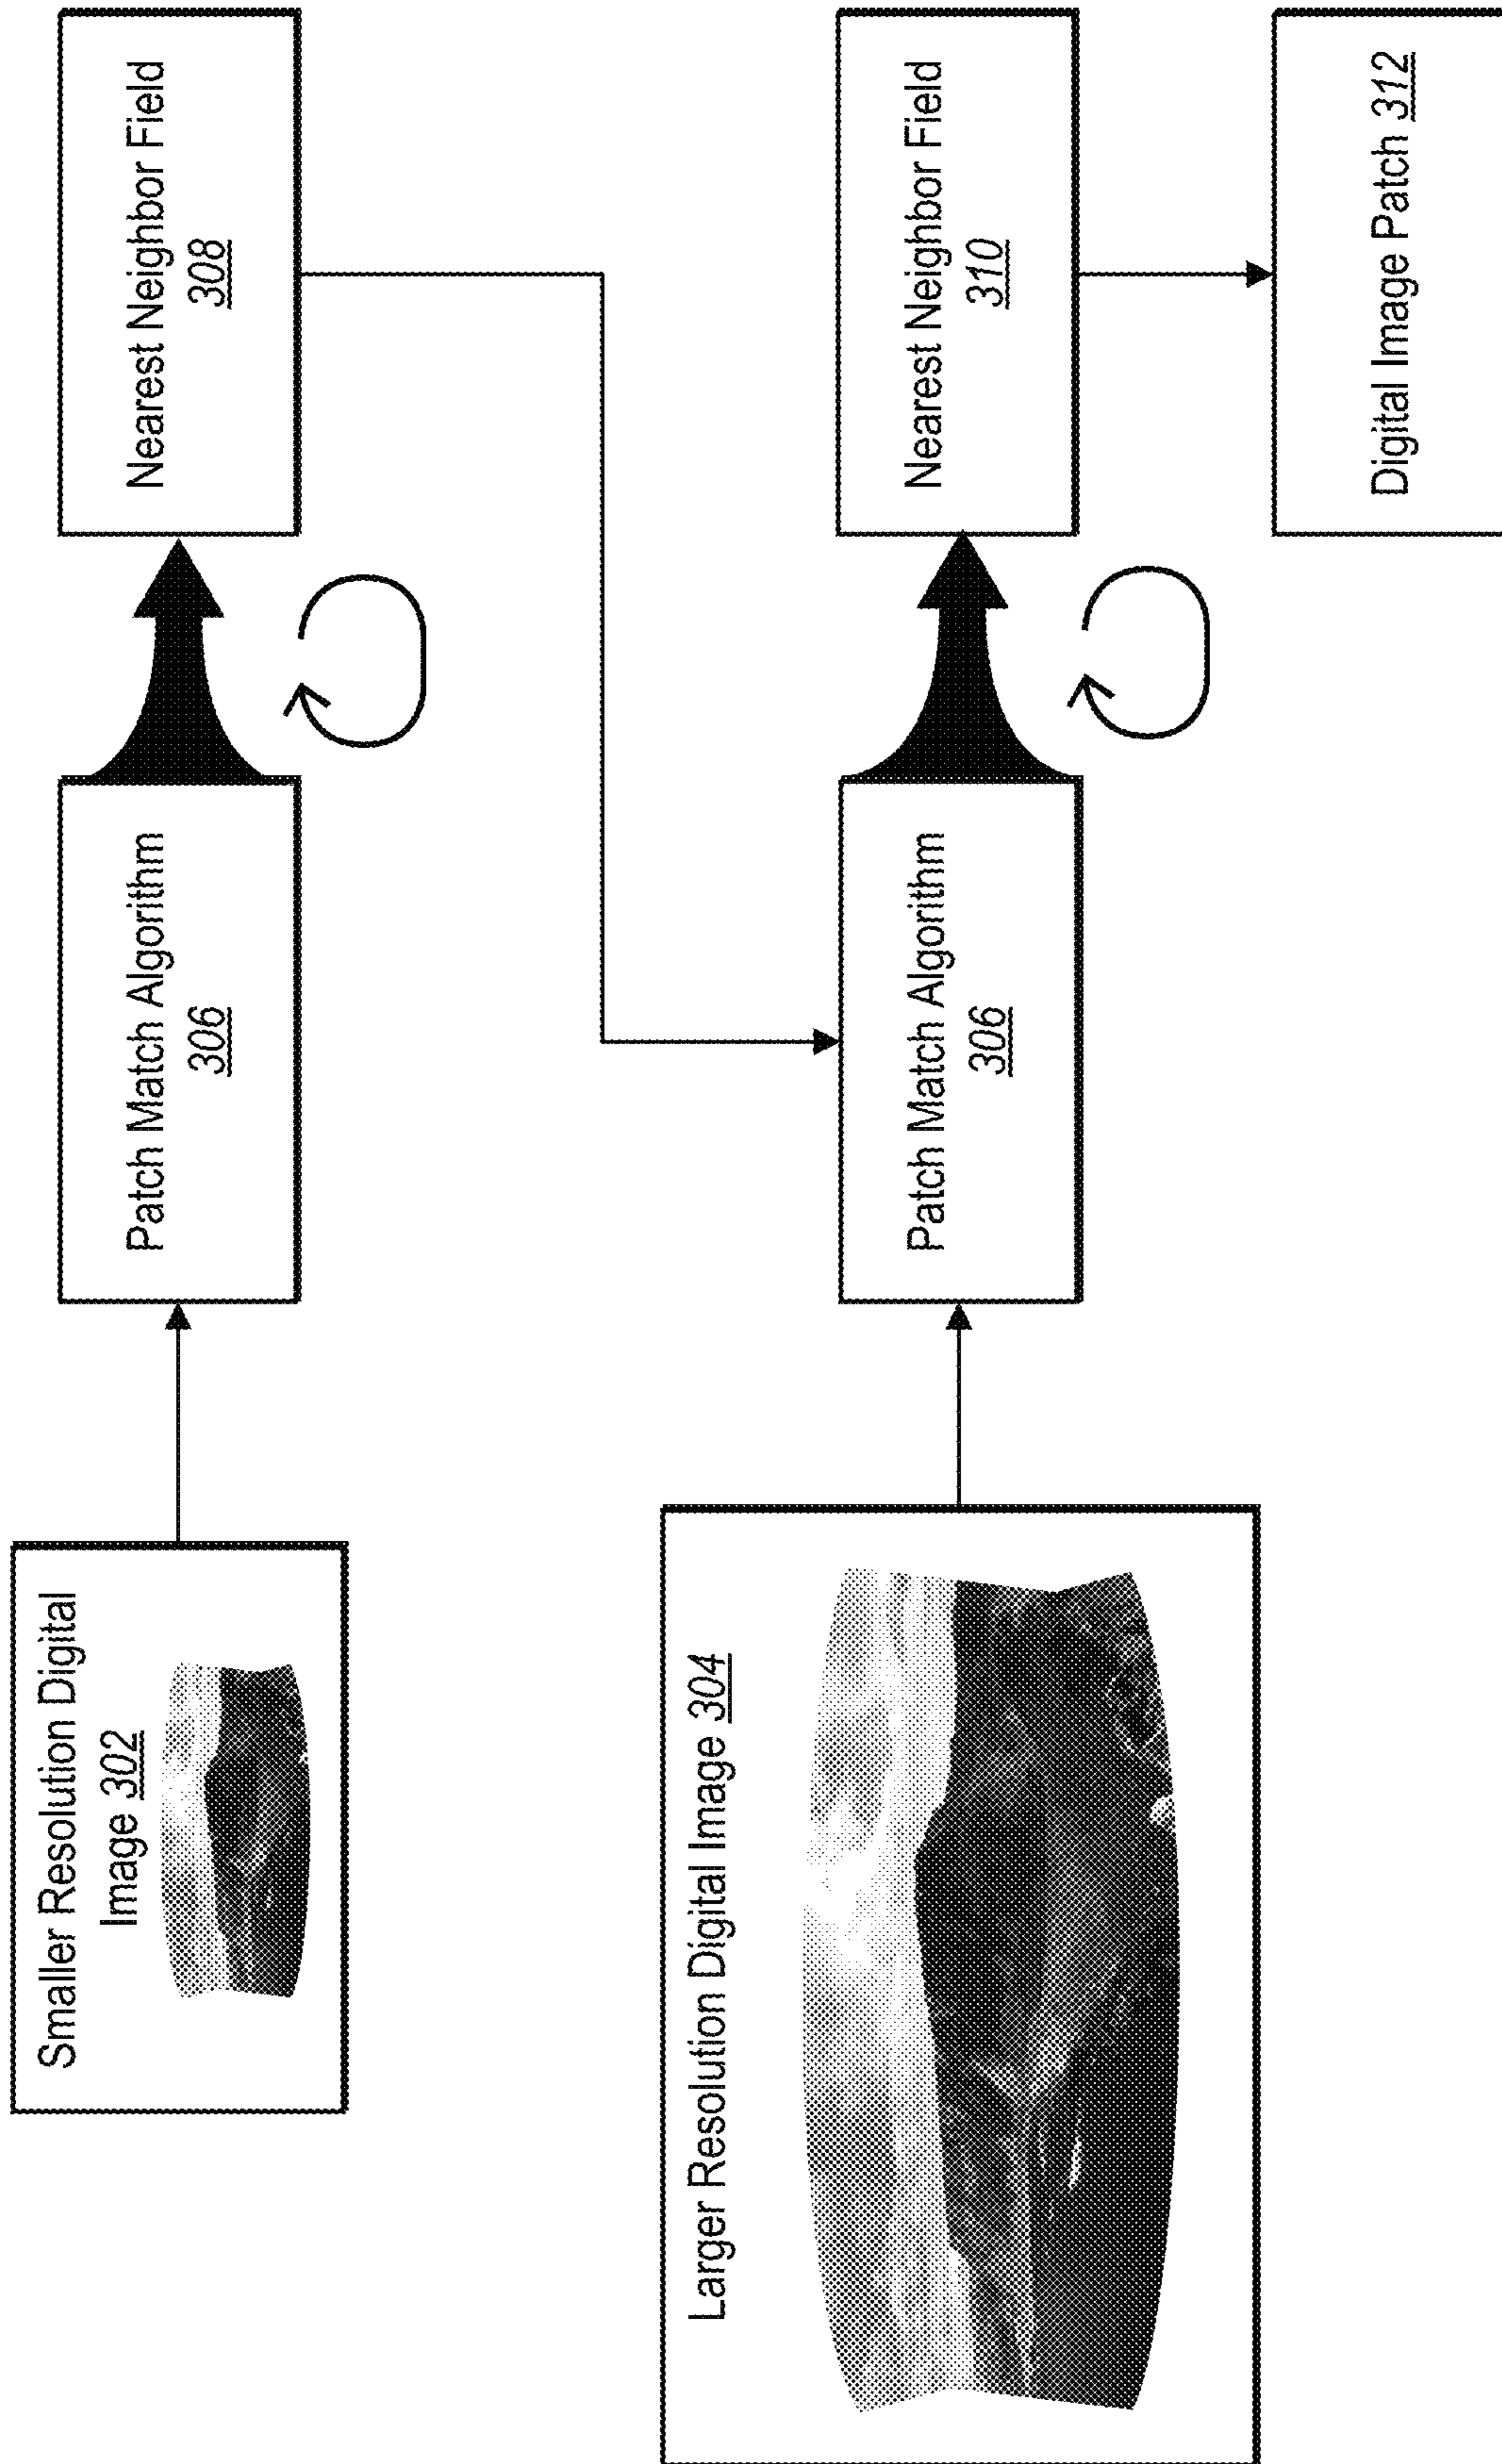 Smaller Resolution Digital
Image 302
Patch Match Algorithm
306
Nearest Neighbor Field
308
Larger Resolution Digital Image 304
Patch Match Algorithm
306
Nearest Neighbor Field
310
Digital Image Patch 312